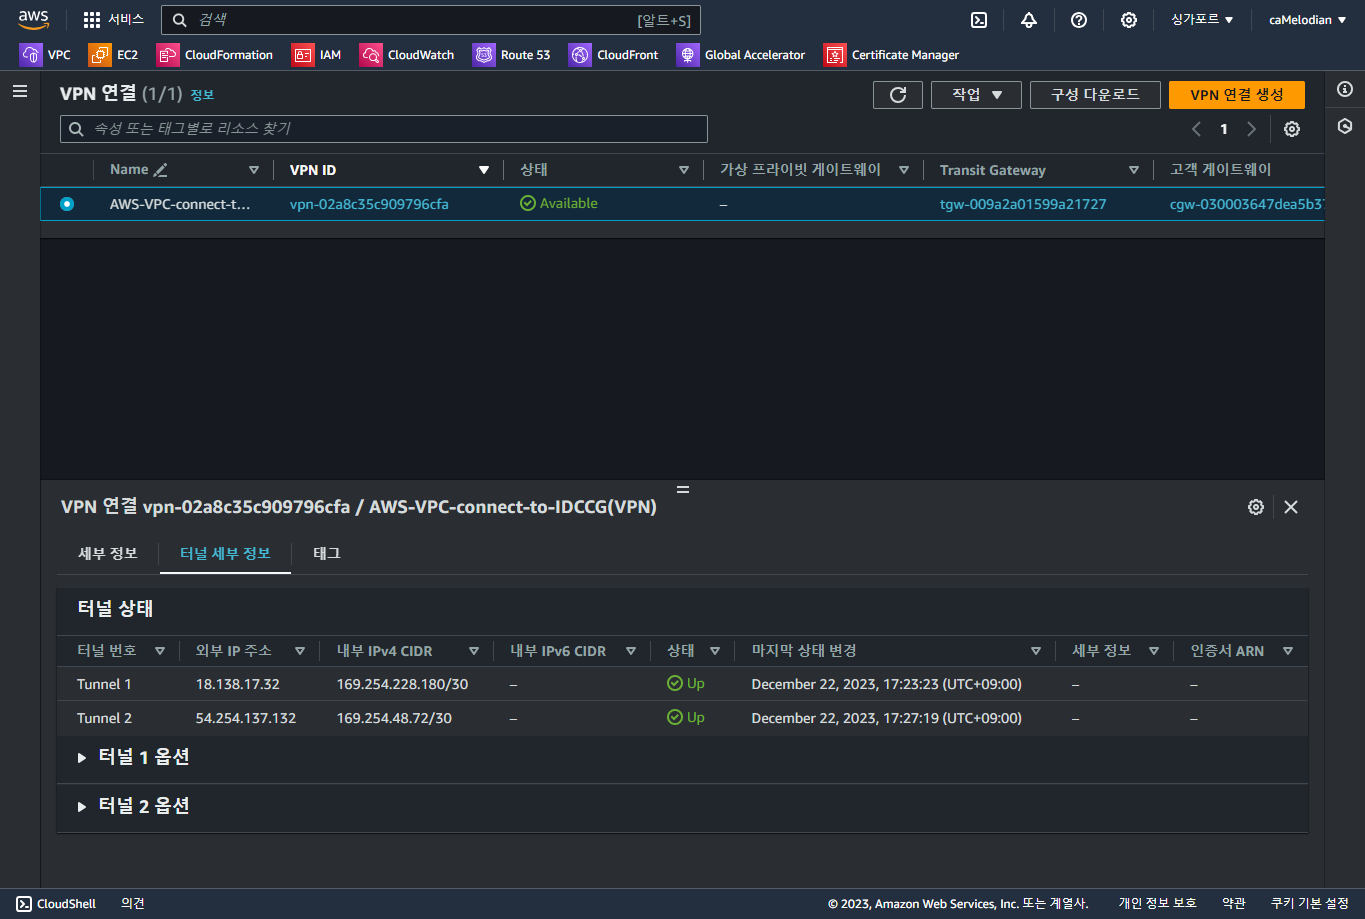 aws 서비스 검색 [알트+S] 싱가포르 caMelodian
VPC EC2 CloudFormation IAM CloudWatch Route 53 CloudFront Global Accelerator Certificate Manager
VPN 연결 (1/1) 정보 작업 구성 다운로드 VPN 연결 생성
속성 또는 태그별로 리소스 찾기 1
Name VPN ID 상태 가상 프라이빗 게이트웨이 Transit Gateway 고객 게이트웨이
AWS-VPC-connect-t... vpn-02a8c35c909796cfa Available – tgw-009a2a01599a21727 cgw-030003647dea5b37
VPN 연결 vpn-02a8c35c909796cfa / AWS-VPC-connect-to-IDCCG(VPN)
세부 정보 터널 세부 정보 태그
터널 상태
터널 번호 외부 IP 주소 내부 IPv4 CIDR 내부 IPv6 CIDR 상태 마지막 상태 변경 세부 정보 인증서 ARN
Tunnel 1 18.138.17.32 169.254.228.180/30 – Up December 22, 2023, 17:23:23 (UTC+09:00) – –
Tunnel 2 54.254.137.132 169.254.48.72/30 – Up December 22, 2023, 17:27:19 (UTC+09:00) – –
터널 1 옵션
터널 2 옵션
CloudShell 의견 © 2023, Amazon Web Services, Inc. 또는 계열사. 개인 정보 보호 약관 쿠키 기본 설정